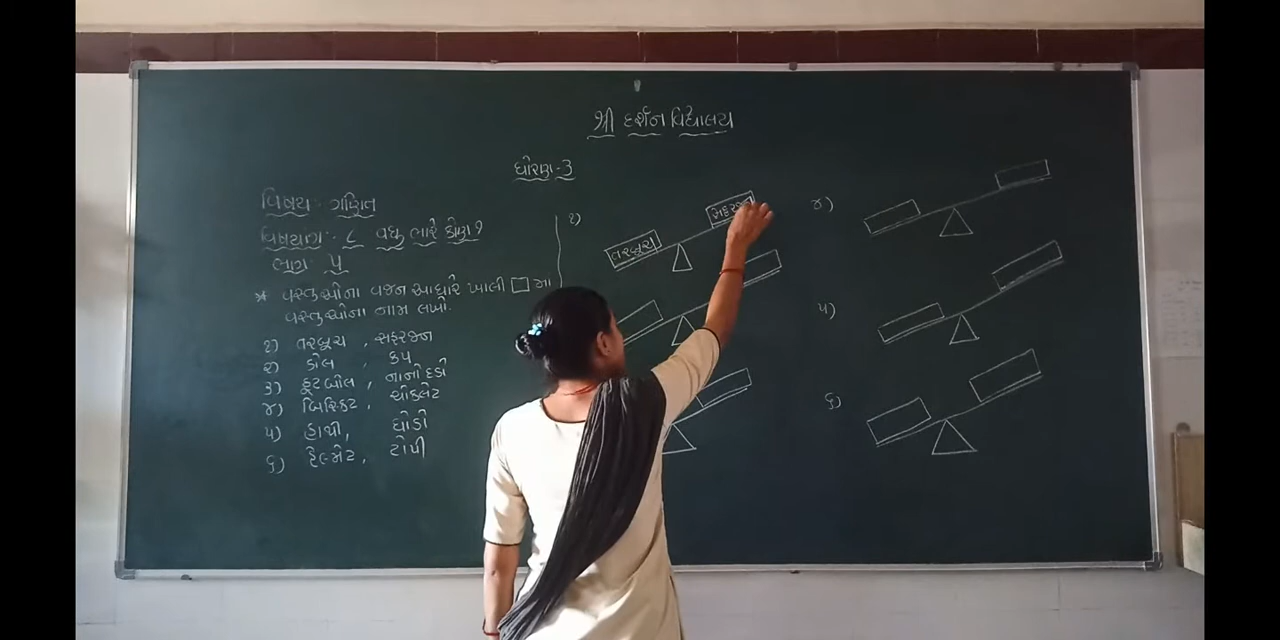 શ્રી દર્શન વિદ્યાલય
ધોરણ-૩
વિષય : ગણિત
વિષયાંગ : ૮ વધુ ભારે કોણ ?
ભાગ ૫
* વસ્તુઓના વજન આધારે ખાલી □ મા
વસ્તુઓના નામ લખો.
૧) તરબૂચ , સફરજન
૨) ડોલ , કપ
૩) ફૂટબોલ , નાની દડી
૪) બિસ્કિટ , ચોકલેટ
૫) હાથી , ઘોડો
૬) હેલ્મેટ , ટોપી
૧)
તરબૂચ
૪)
૫)
૬)